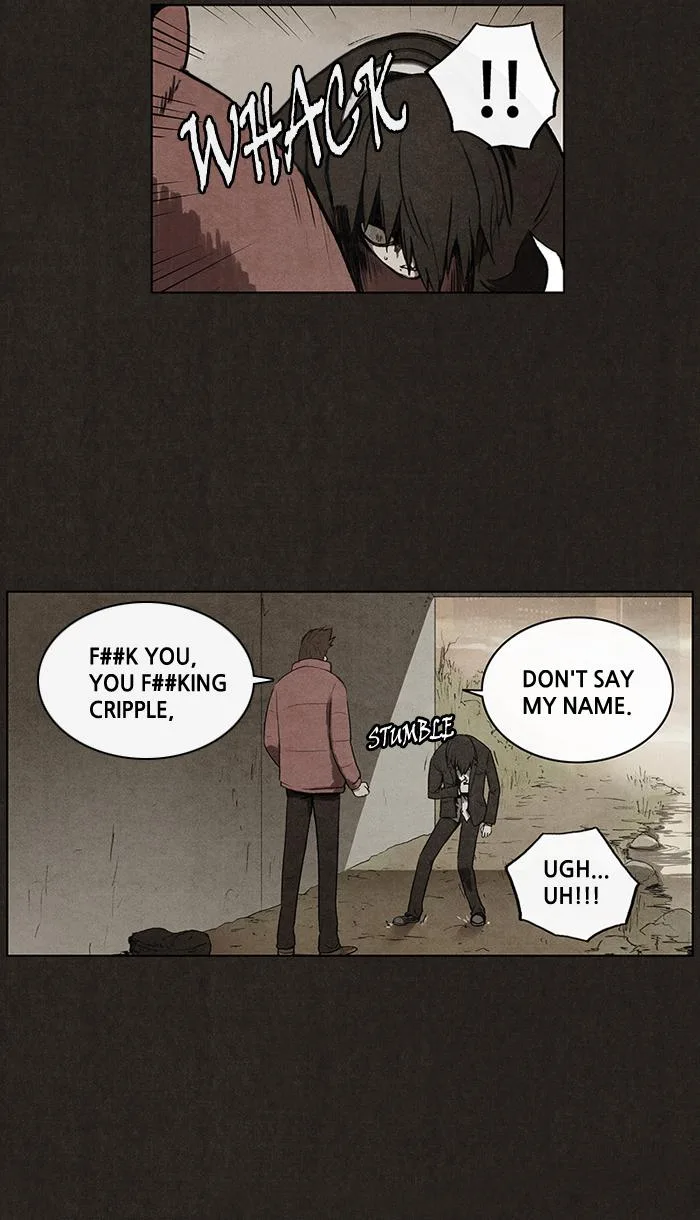 WHACK
!!
F##K YOU,
YOU F##KING
CRIPPLE,
STUMBLE
DON'T SAY
MY NAME.
UGH...
UH!!!